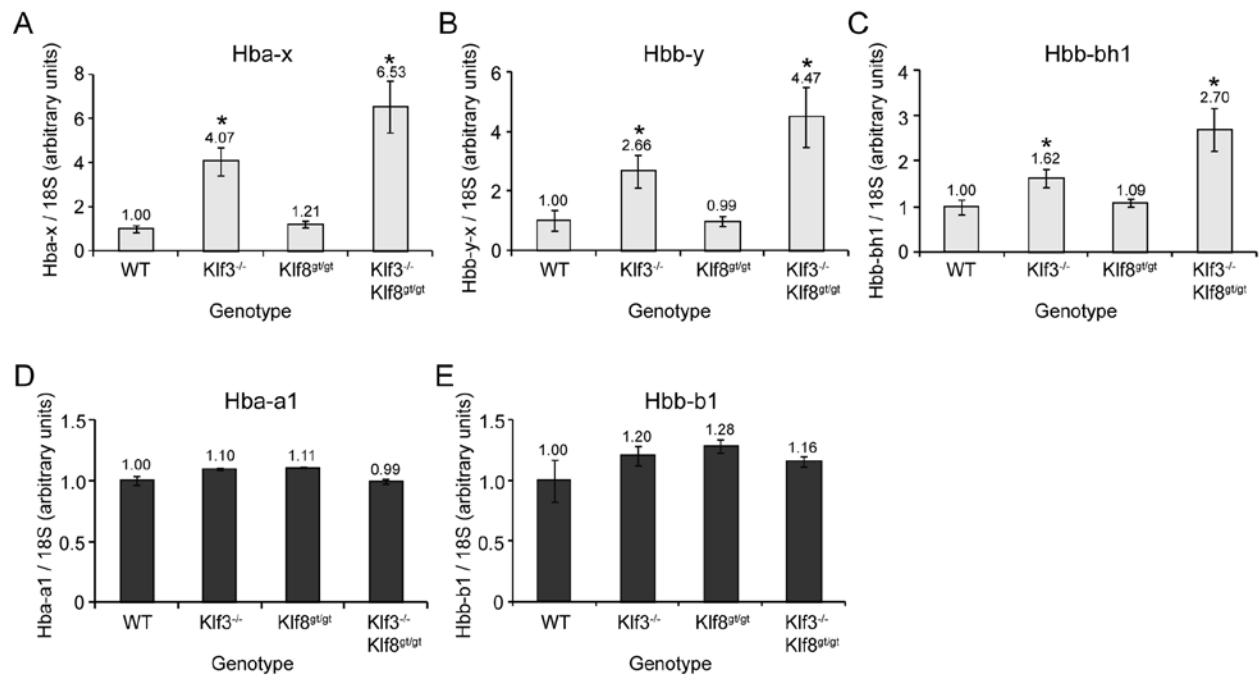 A
Hba-x
Hba-x / 18S (arbitrary units)
8
6
4
2
0
1.00
*
4.07
1.21
*
6.53
WT
Klf3-/-
Klf8gt/gt
Klf3-/-
Klf8gt/gt
Genotype
B
Hbb-y
Hbb-y-x / 18S (arbitrary units)
6
4
2
0
1.00
*
2.66
0.99
*
4.47
WT
Klf3-/-
Klf8gt/gt
Klf3-/-
Klf8gt/gt
Genotype
C
Hbb-bh1
Hbb-bh1 / 18S (arbitrary units)
4
3
2
1
0
1.00
*
1.62
1.09
*
2.70
WT
Klf3-/-
Klf8gt/gt
Klf3-/-
Klf8gt/gt
Genotype
D
Hba-a1
Hba-a1 / 18S (arbitrary units)
1.5
1.0
0.5
0
1.00
1.10
1.11
0.99
WT
Klf3-/-
Klf8gt/gt
Klf3-/-
Klf8gt/gt
Genotype
E
Hbb-b1
Hbb-b1 / 18S (arbitrary units)
1.5
1.0
0.5
0
1.00
1.20
1.28
1.16
WT
Klf3-/-
Klf8gt/gt
Klf3-/-
Klf8gt/gt
Genotype